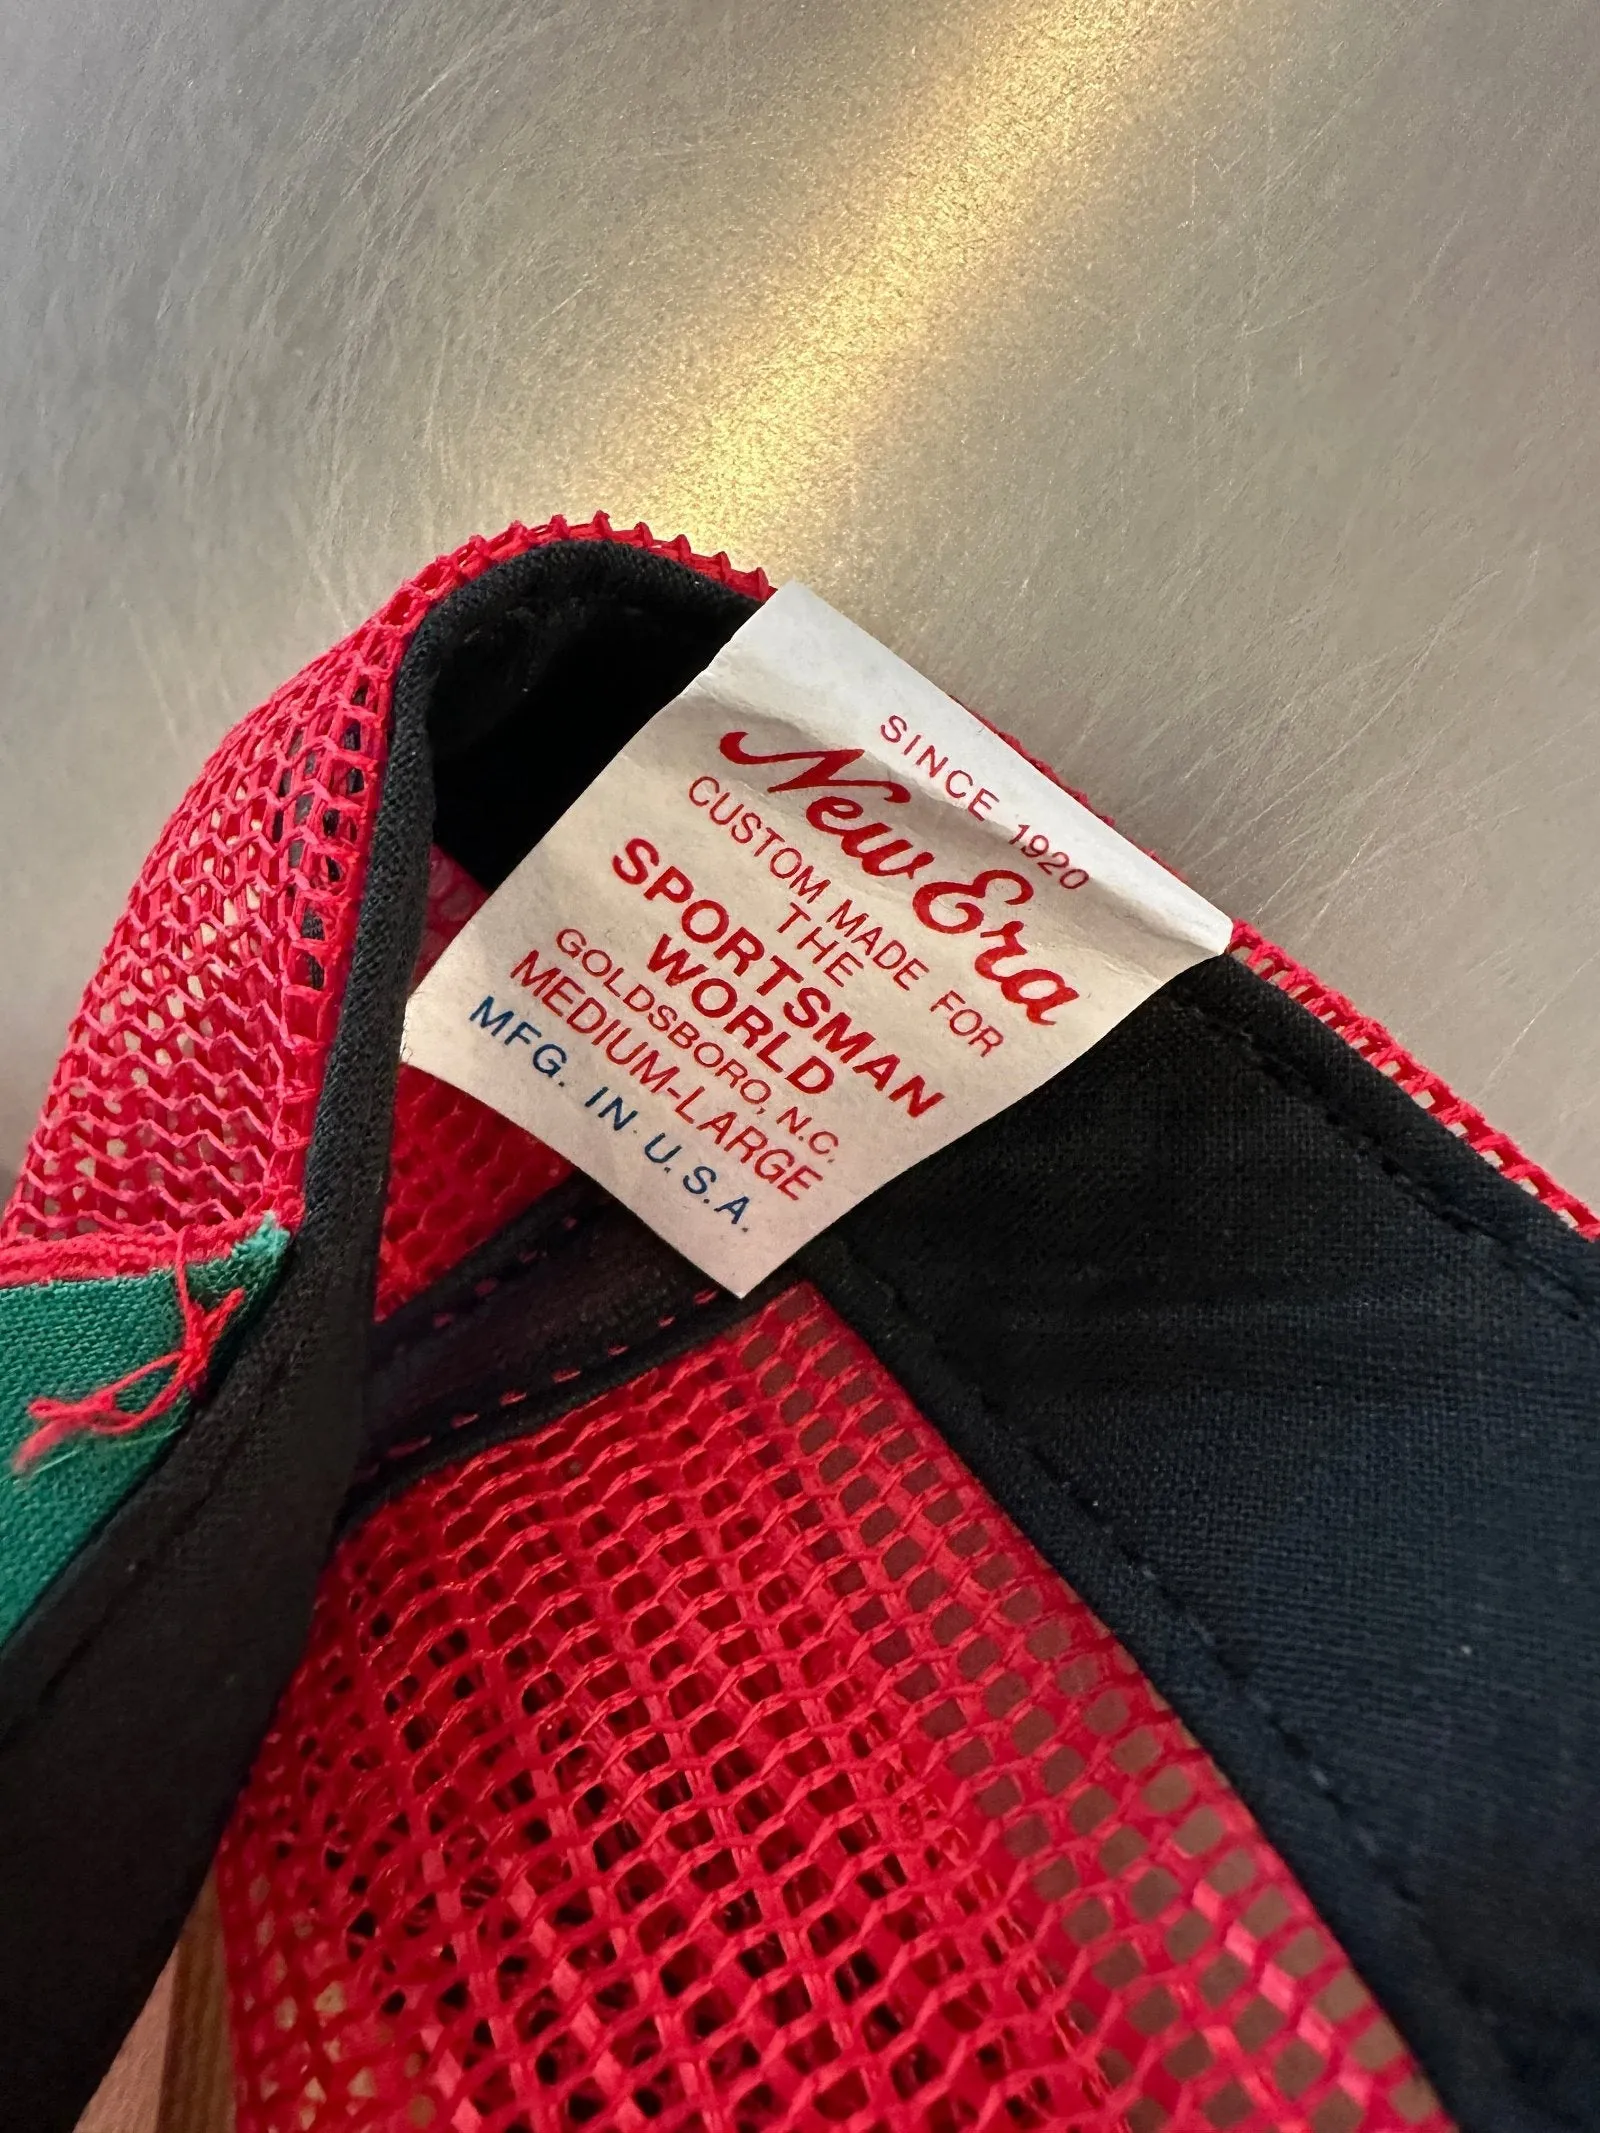 SINCE 1920
New Era
CUSTOM MADE FOR
THE
SPORTSMAN
WORLD
GOLDSBORO, N.C.
MEDIUM-LARGE
MFG. IN U.S.A.